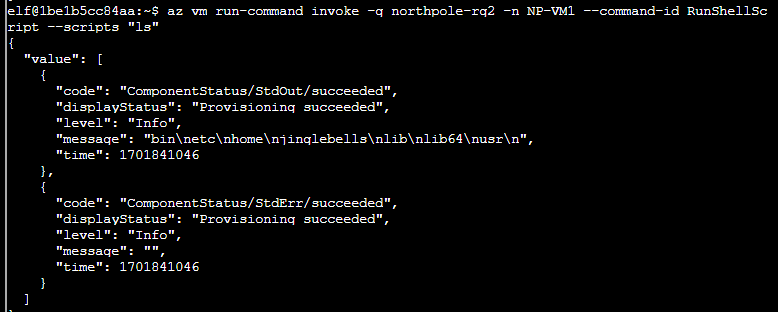 elf@1be1b5cc84aa:~$ az vm run-command invoke -g northpole-rg2 -n NP-VM1 --command-id RunShellSc
ript --scripts "ls"
{
  "value": [
    {
      "code": "ComponentStatus/StdOut/succeeded",
      "displayStatus": "Provisioning succeeded",
      "level": "Info",
      "message": "bin\netc\nhome\njinglebells\nlib\nlib64\nusr\n",
      "time": 1701841046
    },
    {
      "code": "ComponentStatus/StdErr/succeeded",
      "displayStatus": "Provisioning succeeded",
      "level": "Info",
      "message": "",
      "time": 1701841046
    }
  ]